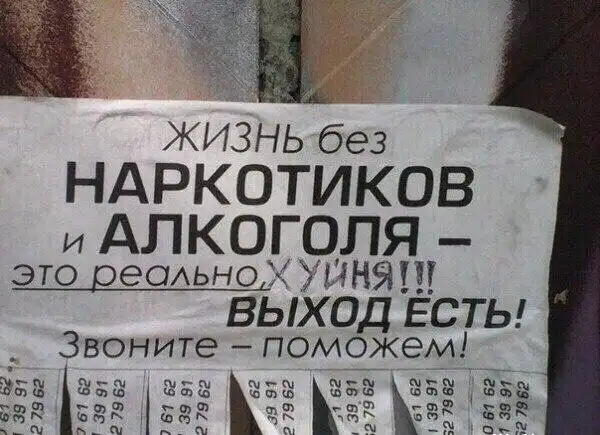 ЖИЗНЬ без
НАРКОТИКОВ
и АЛКОГОЛЯ –
это реально, ХУЙНЯ!!!
ВЫХОД ЕСТЬ!
Звоните – поможем!